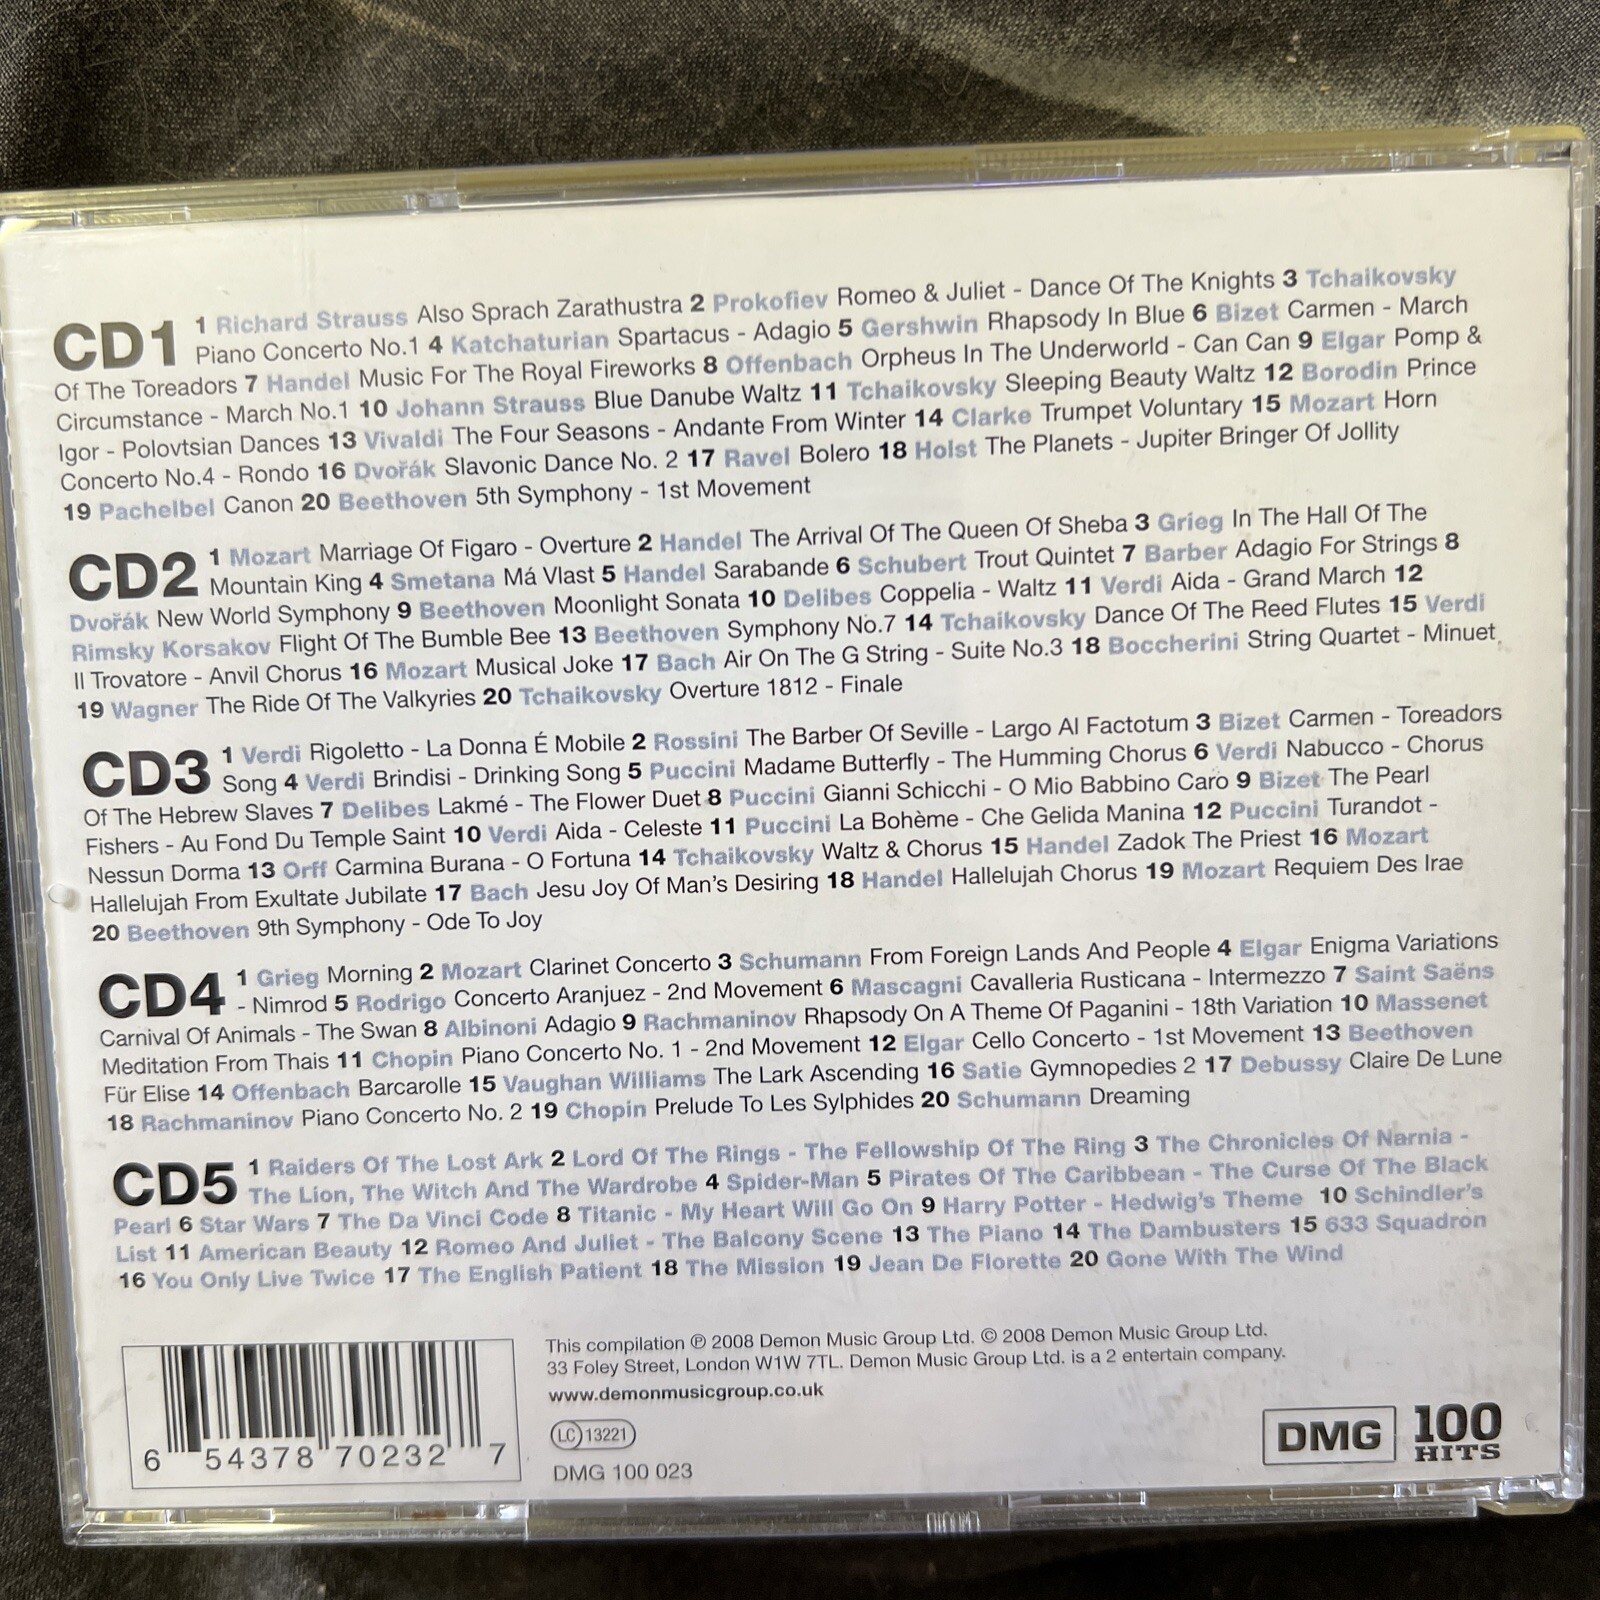 CD1 1 Richard Strauss Also Sprach Zarathustra 2 Prokofiev Romeo & Juliet - Dance Of The Knights 3 Tchaikovsky
Piano Concerto No.1 4 Katchaturian Spartacus - Adagio 5 Gershwin Rhapsody In Blue 6 Bizet Carmen - March
Of The Toreadors 7 Handel Music For The Royal Fireworks 8 Offenbach Orpheus In The Underworld - Can Can 9 Elgar Pomp &
Circumstance - March No.1 10 Johann Strauss Blue Danube Waltz 11 Tchaikovsky Sleeping Beauty Waltz 12 Borodin Prince
Igor - Polovtsian Dances 13 Vivaldi The Four Seasons - Andante From Winter 14 Clarke Trumpet Voluntary 15 Mozart Horn
Concerto No.4 - Rondo 16 Dvořák Slavonic Dance No. 2 17 Ravel Bolero 18 Holst The Planets - Jupiter Bringer Of Jollity
19 Pachelbel Canon 20 Beethoven 5th Symphony - 1st Movement
CD2 1 Mozart Marriage Of Figaro - Overture 2 Handel The Arrival Of The Queen Of Sheba 3 Grieg In The Hall Of The
Mountain King 4 Smetana Má Vlast 5 Handel Sarabande 6 Schubert Trout Quintet 7 Barber Adagio For Strings 8
Dvořák New World Symphony 9 Beethoven Moonlight Sonata 10 Delibes Coppelia - Waltz 11 Verdi Aida - Grand March 12
Rimsky Korsakov Flight Of The Bumble Bee 13 Beethoven Symphony No.7 14 Tchaikovsky Dance Of The Reed Flutes 15 Verdi
Il Trovatore - Anvil Chorus 16 Mozart Musical Joke 17 Bach Air On The G String - Suite No.3 18 Boccherini String Quartet - Minuet
19 Wagner The Ride Of The Valkyries 20 Tchaikovsky Overture 1812 - Finale
CD3 1 Verdi Rigoletto - La Donna É Mobile 2 Rossini The Barber Of Seville - Largo Al Factotum 3 Bizet Carmen - Toreadors
Song 4 Verdi Brindisi - Drinking Song 5 Puccini Madame Butterfly - The Humming Chorus 6 Verdi Nabucco - Chorus
Of The Hebrew Slaves 7 Delibes Lakmé - The Flower Duet 8 Puccini Gianni Schicchi - O Mio Babbino Caro 9 Bizet The Pearl
Fishers - Au Fond Du Temple Saint 10 Verdi Aida - Celeste 11 Puccini La Bohème - Che Gelida Manina 12 Puccini Turandot -
Nessun Dorma 13 Orff Carmina Burana - O Fortuna 14 Tchaikovsky Waltz & Chorus 15 Handel Zadok The Priest 16 Mozart
Hallelujah From Exultate Jubilate 17 Bach Jesu Joy Of Man's Desiring 18 Handel Hallelujah Chorus 19 Mozart Requiem Des Irae
20 Beethoven 9th Symphony - Ode To Joy
CD4 1 Grieg Morning 2 Mozart Clarinet Concerto 3 Schumann From Foreign Lands And People 4 Elgar Enigma Variations
- Nimrod 5 Rodrigo Concerto Aranjuez - 2nd Movement 6 Mascagni Cavalleria Rusticana - Intermezzo 7 Saint Saëns
Carnival Of Animals - The Swan 8 Albinoni Adagio 9 Rachmaninov Rhapsody On A Theme Of Paganini - 18th Variation 10 Massenet
Meditation From Thais 11 Chopin Piano Concerto No. 1 - 2nd Movement 12 Elgar Cello Concerto - 1st Movement 13 Beethoven
Für Elise 14 Offenbach Barcarolle 15 Vaughan Williams The Lark Ascending 16 Satie Gymnopedies 2 17 Debussy Claire De Lune
18 Rachmaninov Piano Concerto No. 2 19 Chopin Prelude To Les Sylphides 20 Schumann Dreaming
CD5 1 Raiders Of The Lost Ark 2 Lord Of The Rings - The Fellowship Of The Ring 3 The Chronicles Of Narnia -
The Lion, The Witch And The Wardrobe 4 Spider-Man 5 Pirates Of The Caribbean - The Curse Of The Black
Pearl 6 Star Wars 7 The Da Vinci Code 8 Titanic - My Heart Will Go On 9 Harry Potter - Hedwig's Theme 10 Schindler's
List 11 American Beauty 12 Romeo And Juliet - The Balcony Scene 13 The Piano 14 The Dambusters 15 633 Squadron
16 You Only Live Twice 17 The English Patient 18 The Mission 19 Jean De Florette 20 Gone With The Wind
This compilation ℗ 2008 Demon Music Group Ltd. © 2008 Demon Music Group Ltd.
33 Foley Street, London W1W 7TL. Demon Music Group Ltd. is a 2 entertain company.
www.demonmusicgroup.co.uk
LC 13221
DMG 100 023
6 54378 70232 7
DMG 100 HITS